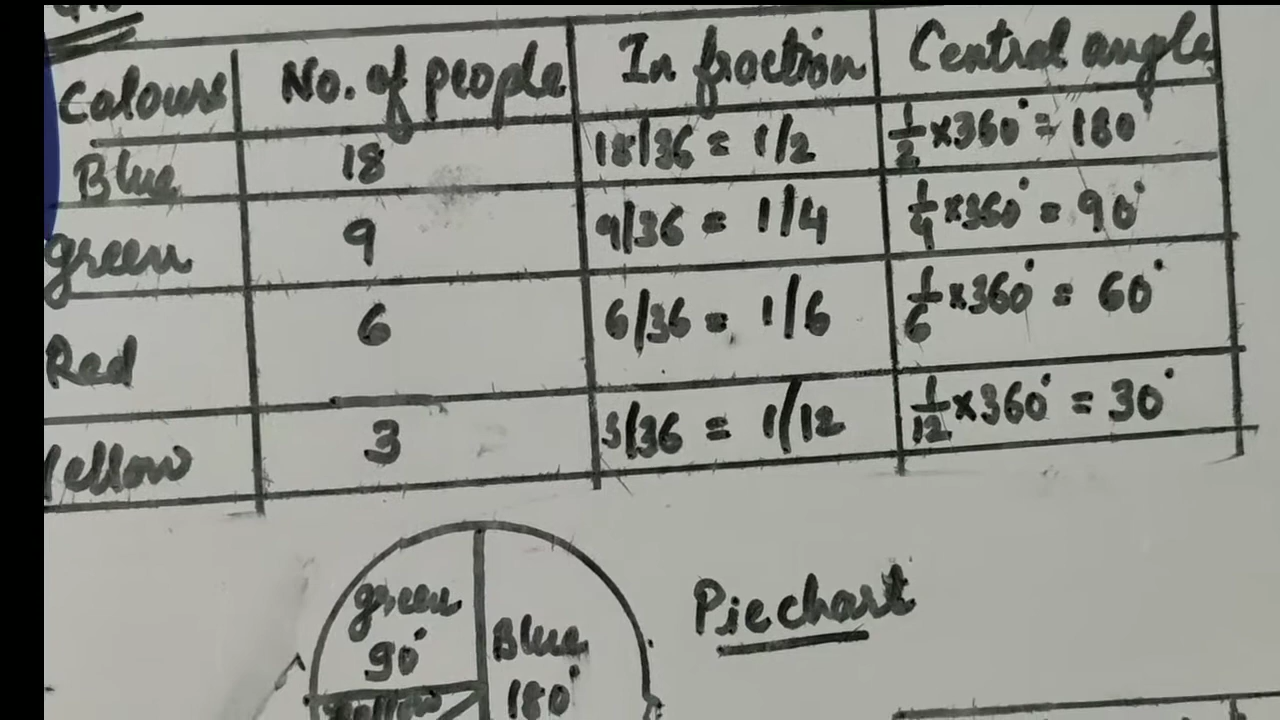 Colours No. of people In fraction Central angle
Blue 18 18/36 = 1/2 1/2 ×360° = 180°
green 9 9/36 = 1/4 1/4 ×360° = 90°
Red 6 6/36 = 1/6 1/6 ×360° = 60°
Yellow 3 3/36 = 1/12 1/12 ×360° = 30°
green
90°
Blue
180°
Yellow
Piechart